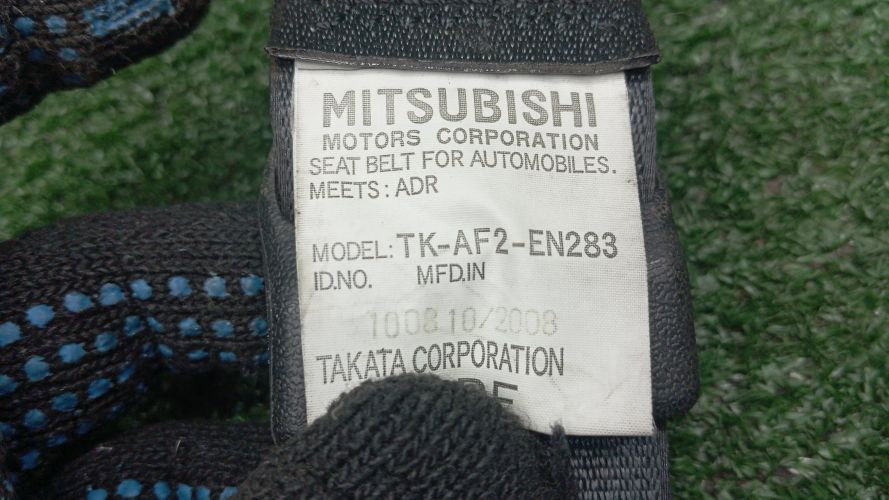 MITSUBISHI
MOTORS CORPORATION
SEAT BELT FOR AUTOMOBILES.
MEETS : ADR
MODEL: TK-AF2-EN283
ID.NO. MFD.IN
100810/2008
TAKATA CORPORATION